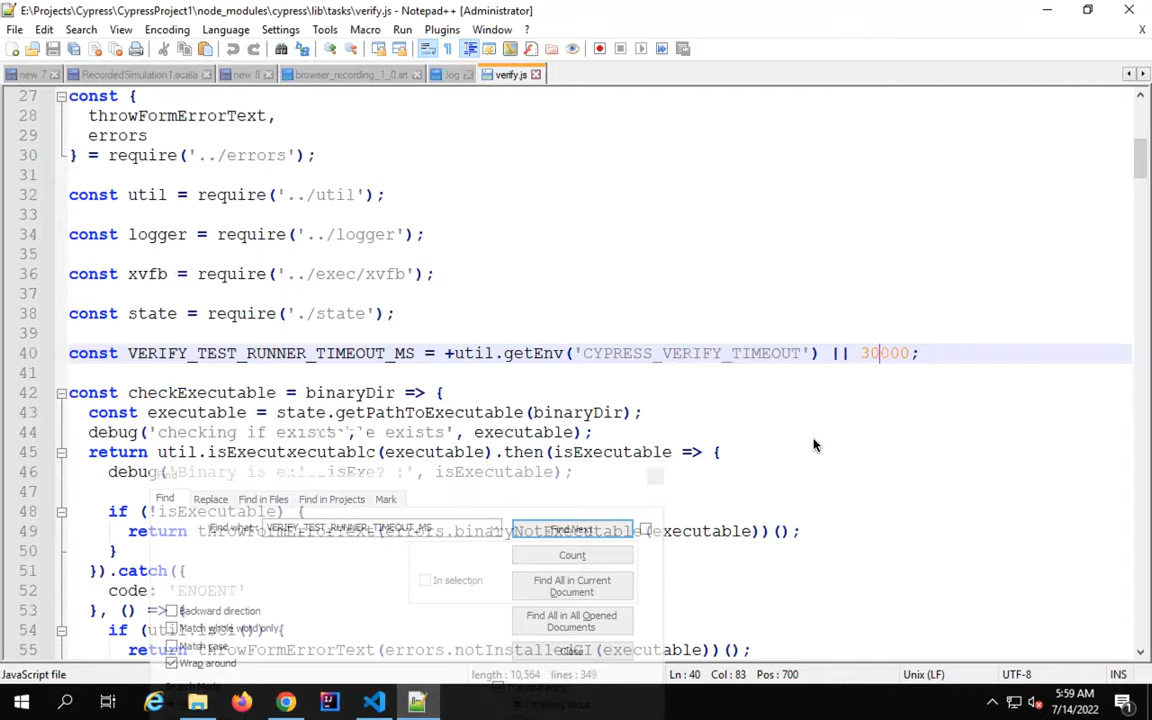 E:\Projects\Cypress\CypressProject1\node_modules\cypress\lib\tasks\verify.js - Notepad++ [Administrator]
File Edit Search View Encoding Language Settings Tools Macro Run Plugins Window ? X
new 7 RecordedSimulation1.scala new 8 browser_recording_1_0.srt log verify.js
27 const {
28 throwFormErrorText,
29 errors
30 } = require('../errors');
31
32 const util = require('../util');
33
34 const logger = require('../logger');
35
36 const xvfb = require('../exec/xvfb');
37
38 const state = require('./state');
39
40 const VERIFY_TEST_RUNNER_TIMEOUT_MS = +util.getEnv('CYPRESS_VERIFY_TIMEOUT') || 30000;
41
42 const checkExecutable = binaryDir => {
43 const executable = state.getPathToExecutable(binaryDir);
44 debug('checking if exists', executable);
45 return util.isExecutable(executable).then(isExecutable => {
46 debug('Binary is isExe? :', isExecutable);
47
Find Replace Find in Files Find in Projects Mark
48 if (!isExecutable) {
Find what: VERIFY_TEST_RUNNER_TIMEOUT_MS Find Next
49 return throwFormErrorText(errors.binaryNotExecutable(executable))();
50 }
Count
51 }).catch({
In selection Find All in Current Document
52 code: 'ENOENT'
53 }, () => {
Backward direction
Find All in All Opened Documents
Match whole word only
54 if (util.isCi()) {
Match case
55 return throwFormErrorText(errors.notInstalledCI(executable))();
Close
Wrap around
JavaScript file length : 10,564 lines : 349 Ln : 40 Col : 83 Pos : 700 Unix (LF) UTF-8 INS
5:59 AM
7/14/2022
1